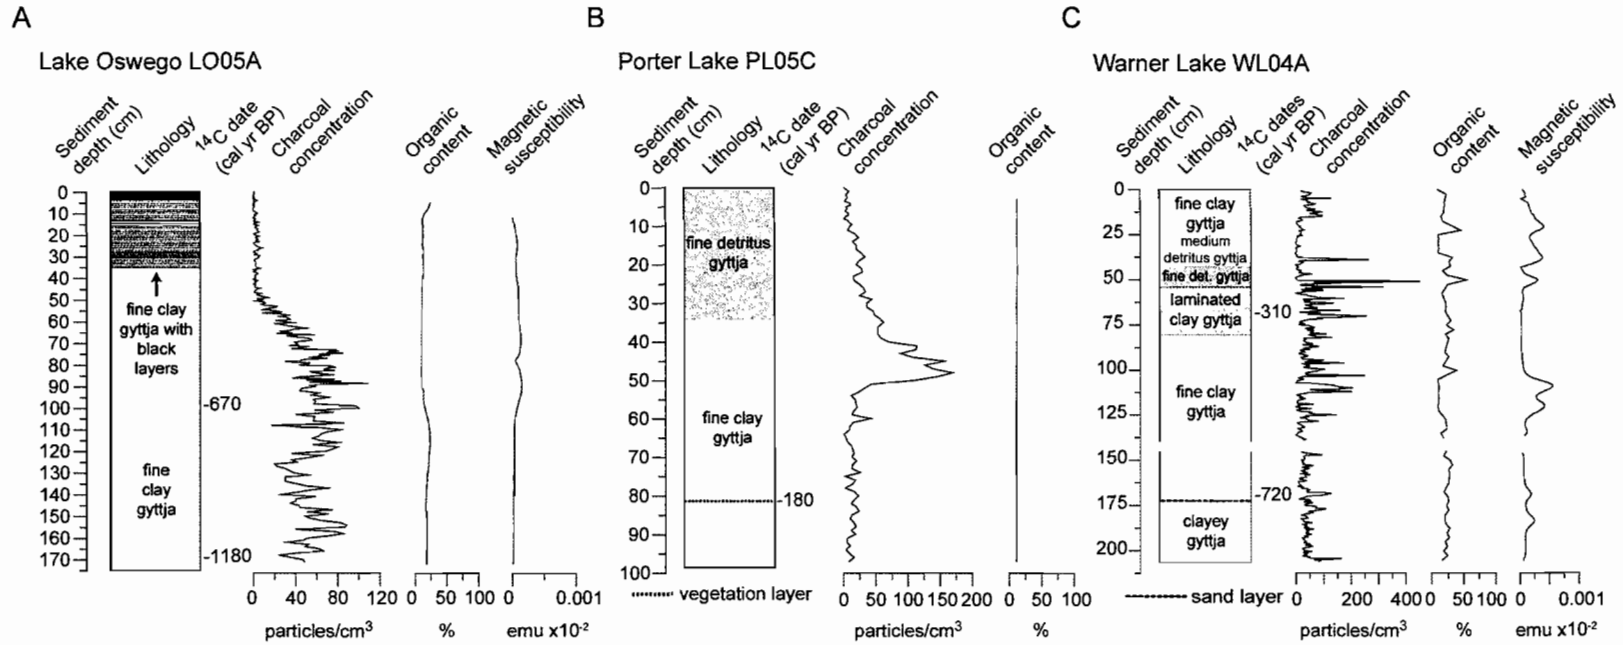 A
Lake Oswego LO05A
Sediment
depth (cm)
Lithology
14C date
(cal yr BP)
Charcoal
concentration
Organic
content
Magnetic
susceptibility
0
10
20
30
40
50
60
70
80
90
100
110
120
130
140
150
160
170
fine clay
gyttja with
black
layers
fine
clay
gyttja
-670
-1180
0 40 80 120
particles/cm3
0 50 100
%
0 0.001
emu x10-2
B
Porter Lake PL05C
Sediment
depth (cm)
Lithology
14C date
(cal yr BP)
Charcoal
concentration
Organic
content
0
10
20
30
40
50
60
70
80
90
100
fine detritus
gyttja
fine clay
gyttja
-180
vegetation layer
0 50 100 150 200
particles/cm3
0 50 100
%
C
Warner Lake WL04A
Sediment
depth (cm)
Lithology
14C dates
(cal yr BP)
Charcoal
concentration
Organic
content
Magnetic
susceptibility
0
25
50
75
100
125
150
175
200
fine clay
gyttja
medium
detritus gyttja
fine det. gyttja
laminated
clay gyttja
fine clay
gyttja
clayey
gyttja
-310
-720
sand layer
0 200 400
particles/cm3
0 50 100
%
0 0.001
emu x10-2